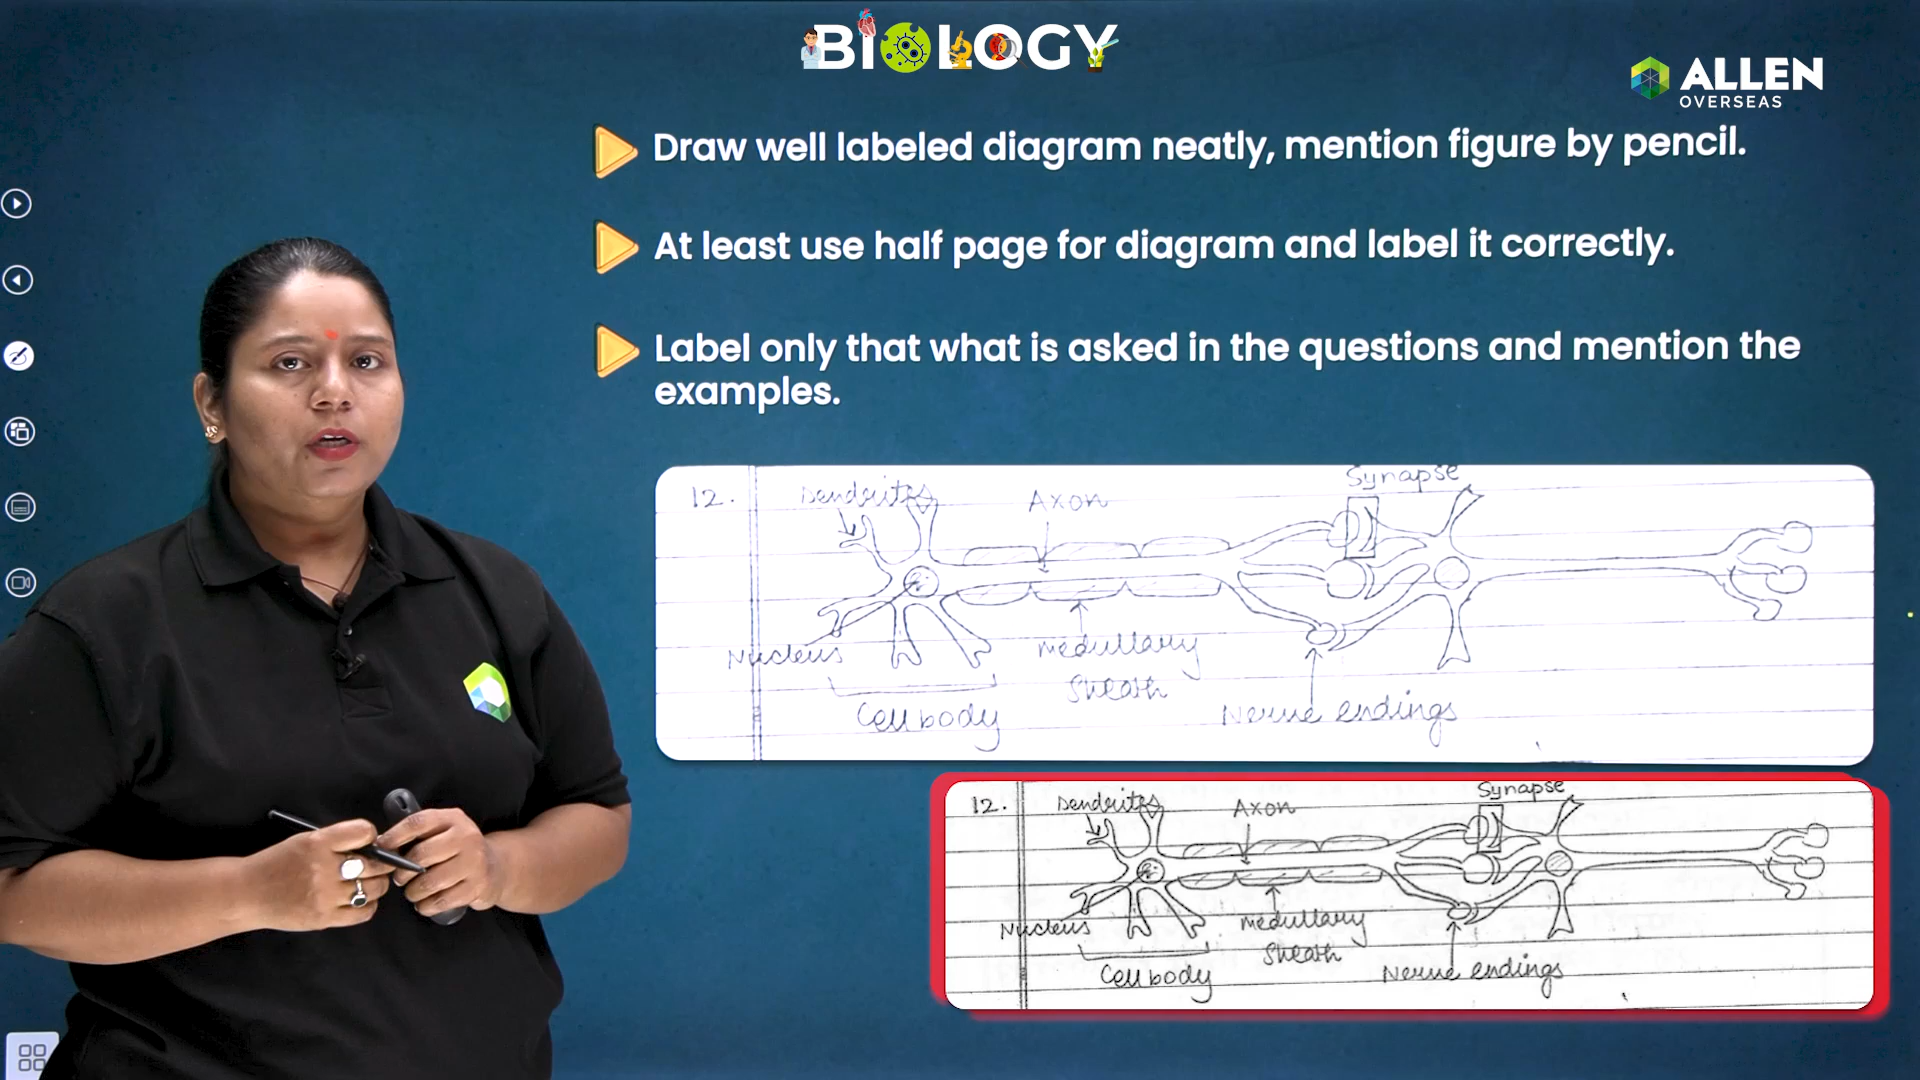 BIOLOGY
ALLEN
OVERSEAS
Draw well labeled diagram neatly, mention figure by pencil.
At least use half page for diagram and label it correctly.
Label only that what is asked in the questions and mention the
examples.
12.
Dendrites
Axon
Synapse
Nucleus
medullary
Sheath
Cell body
Nerve endings
12.
Dendrites
Axon
Synapse
Nucleus
medullary
Sheath
Cell body
Nerve endings